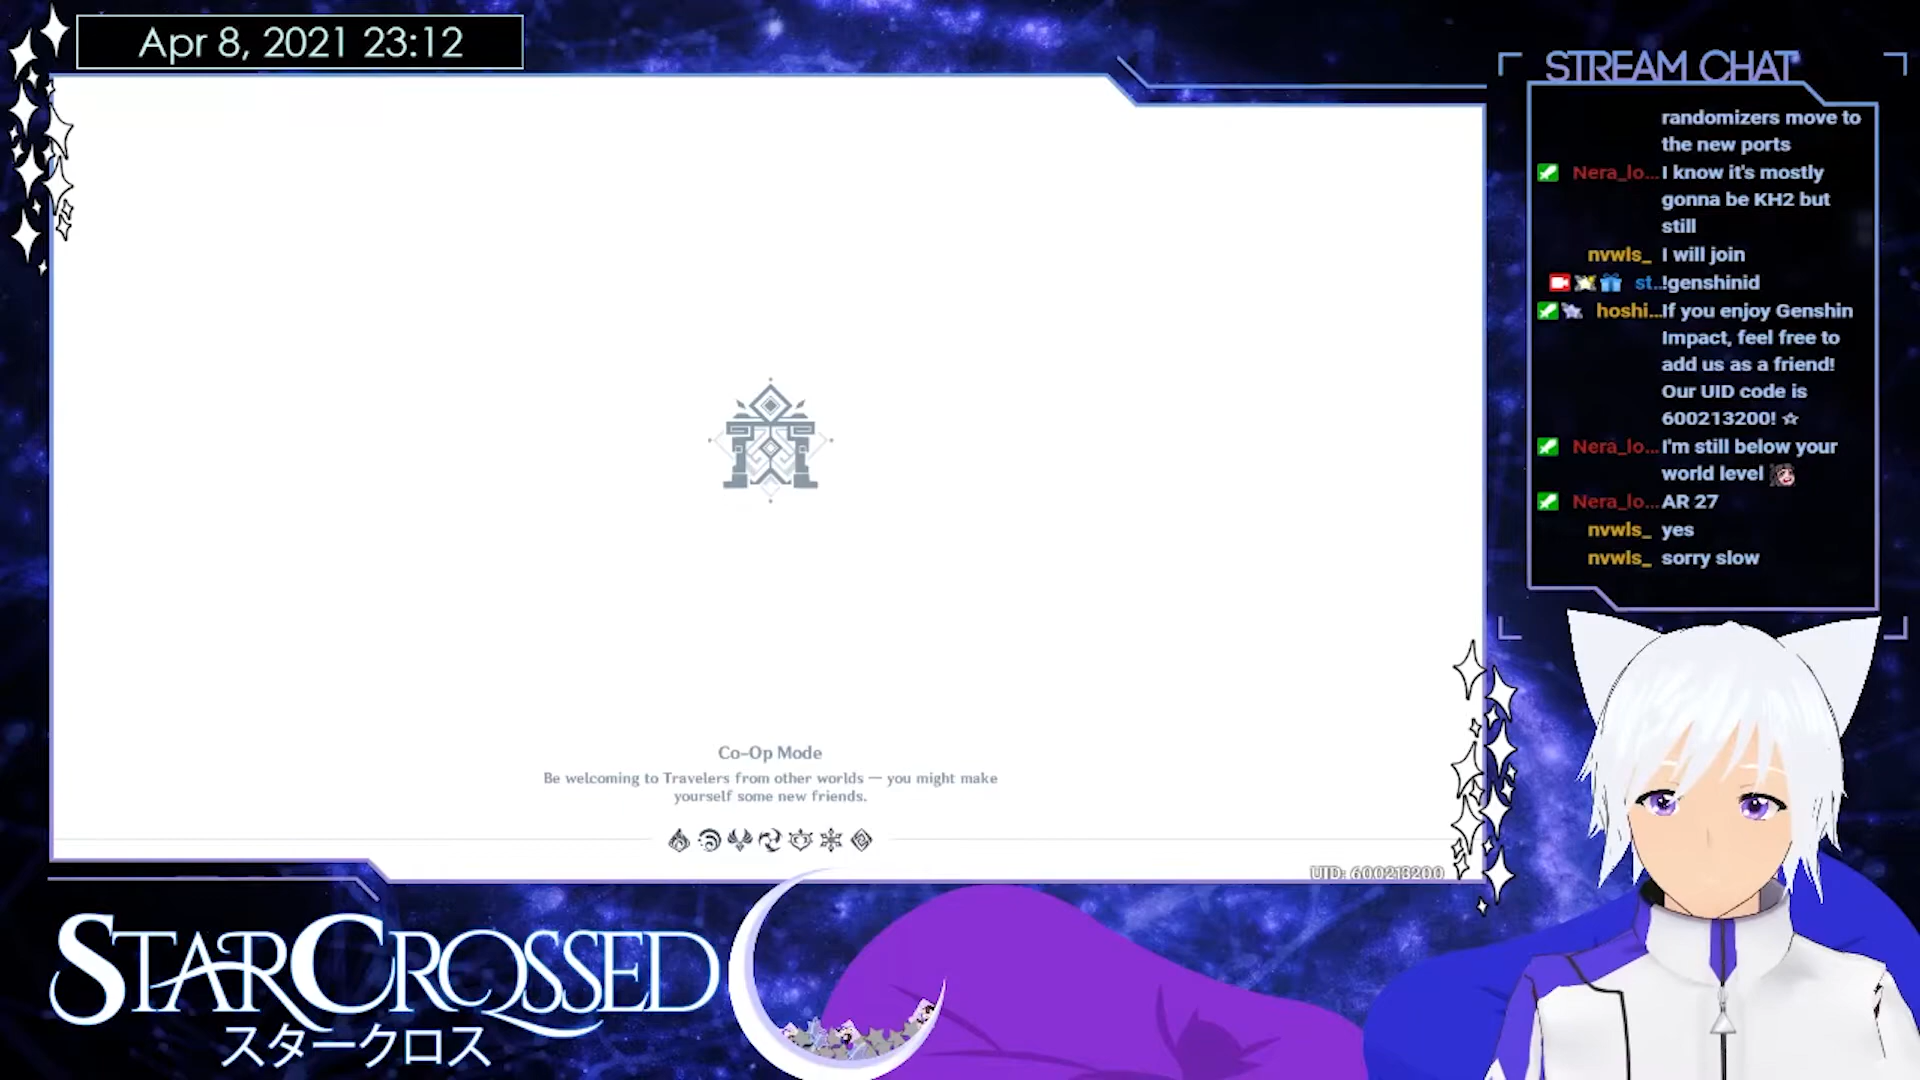 Apr 8, 2021 23:12
STREAM CHAT
randomizers move to
the new ports
Nera_lo... I know it's mostly
gonna be KH2 but
still
nvwls_ I will join
st... !genshinid
hoshi... If you enjoy Genshin
Impact, feel free to
add us as a friend!
Our UID code is
600213200! ☆
Nera_lo... I'm still below your
world level
Nera_lo... AR 27
nvwls_ yes
nvwls_ sorry slow
Co-Op Mode
Be welcoming to Travelers from other worlds — you might make
yourself some new friends.
UID: 600213200
STARCROSSED
スタークロス